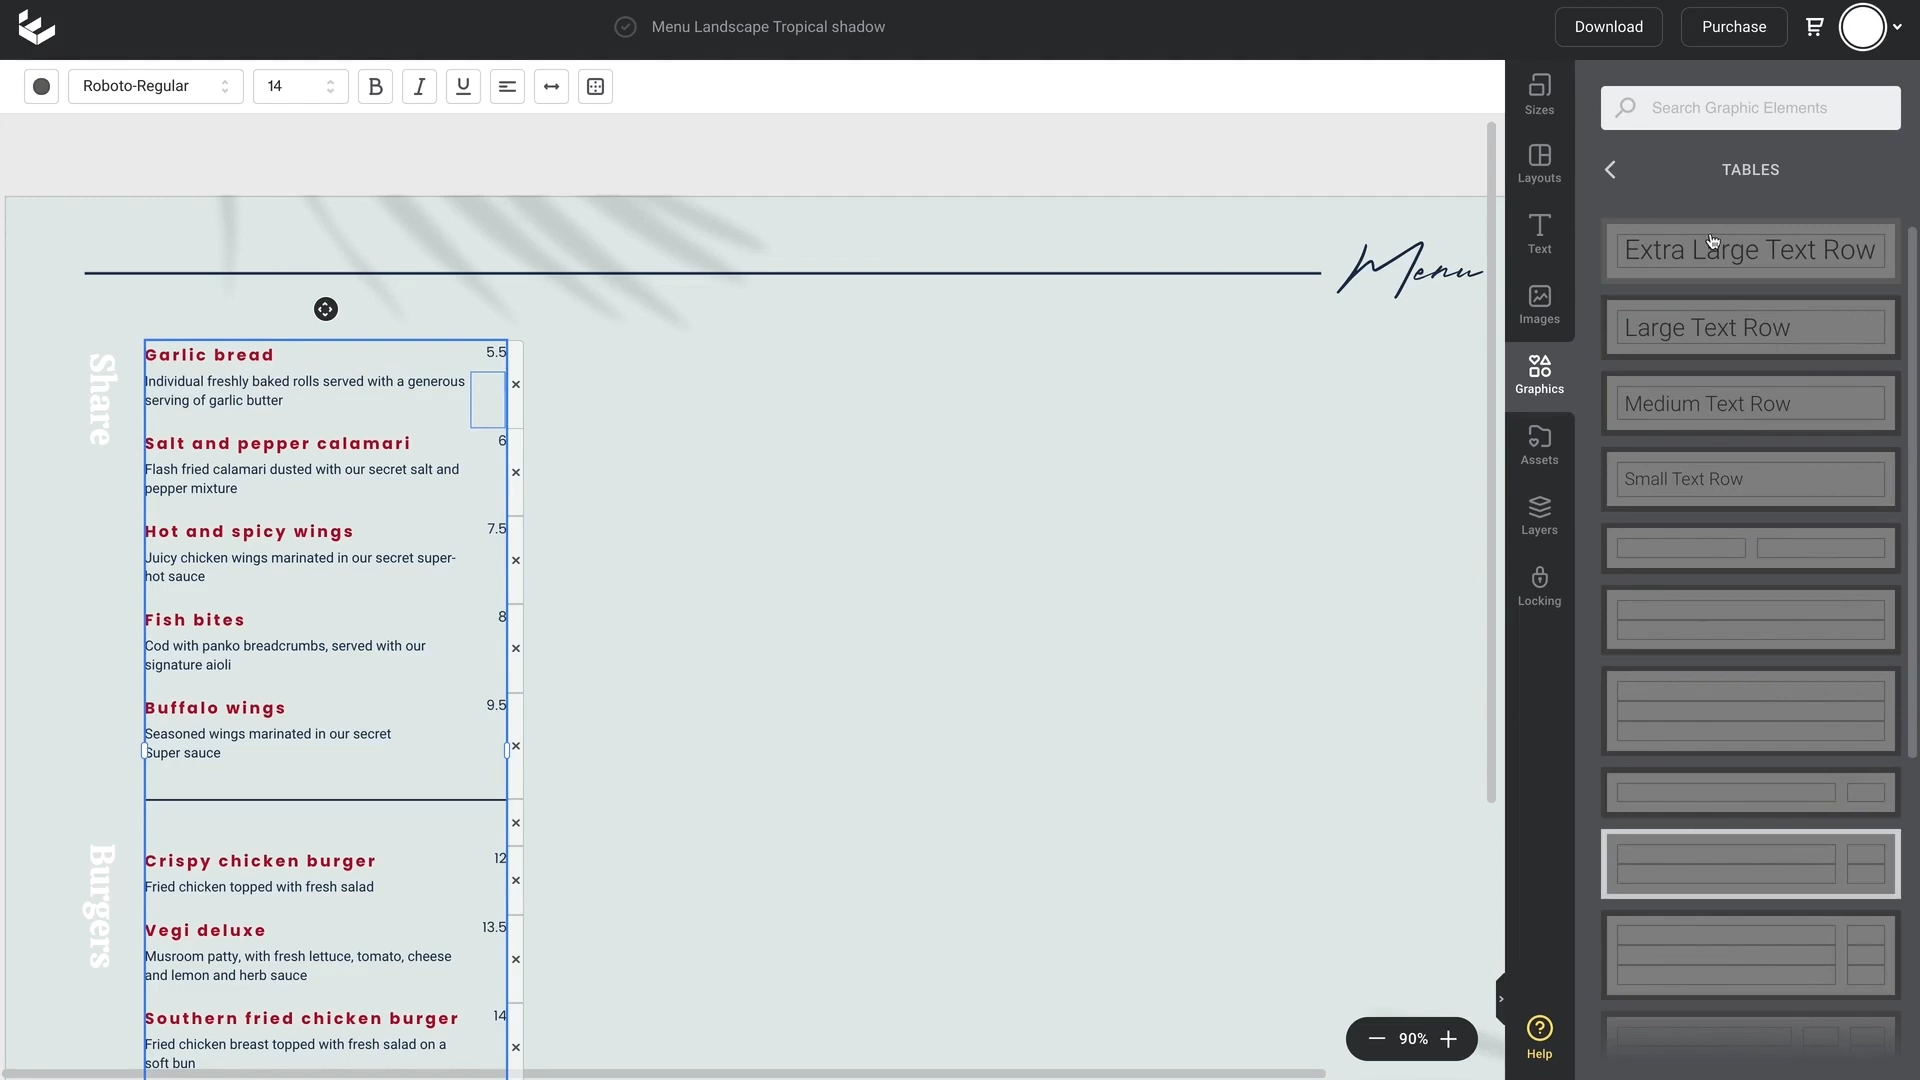 Menu Landscape Tropical shadow
Download
Purchase
Roboto-Regular
14
B
I
U
Sizes
Layouts
Text
Images
Graphics
Assets
Layers
Locking
Help
Search Graphic Elements
TABLES
Extra Large Text Row
Large Text Row
Medium Text Row
Small Text Row
Menu
Share
Garlic bread 5.5
Individual freshly baked rolls served with a generous
serving of garlic butter
Salt and pepper calamari 6
Flash fried calamari dusted with our secret salt and
pepper mixture
Hot and spicy wings 7.5
Juicy chicken wings marinated in our secret super-
hot sauce
Fish bites 8
Cod with panko breadcrumbs, served with our
signature aioli
Buffalo wings 9.5
Seasoned wings marinated in our secret
Super sauce
Burgers
Crispy chicken burger 12
Fried chicken topped with fresh salad
Vegi deluxe 13.5
Musroom patty, with fresh lettuce, tomato, cheese
and lemon and herb sauce
Southern fried chicken burger 14
Fried chicken breast topped with fresh salad on a
soft bun
90%